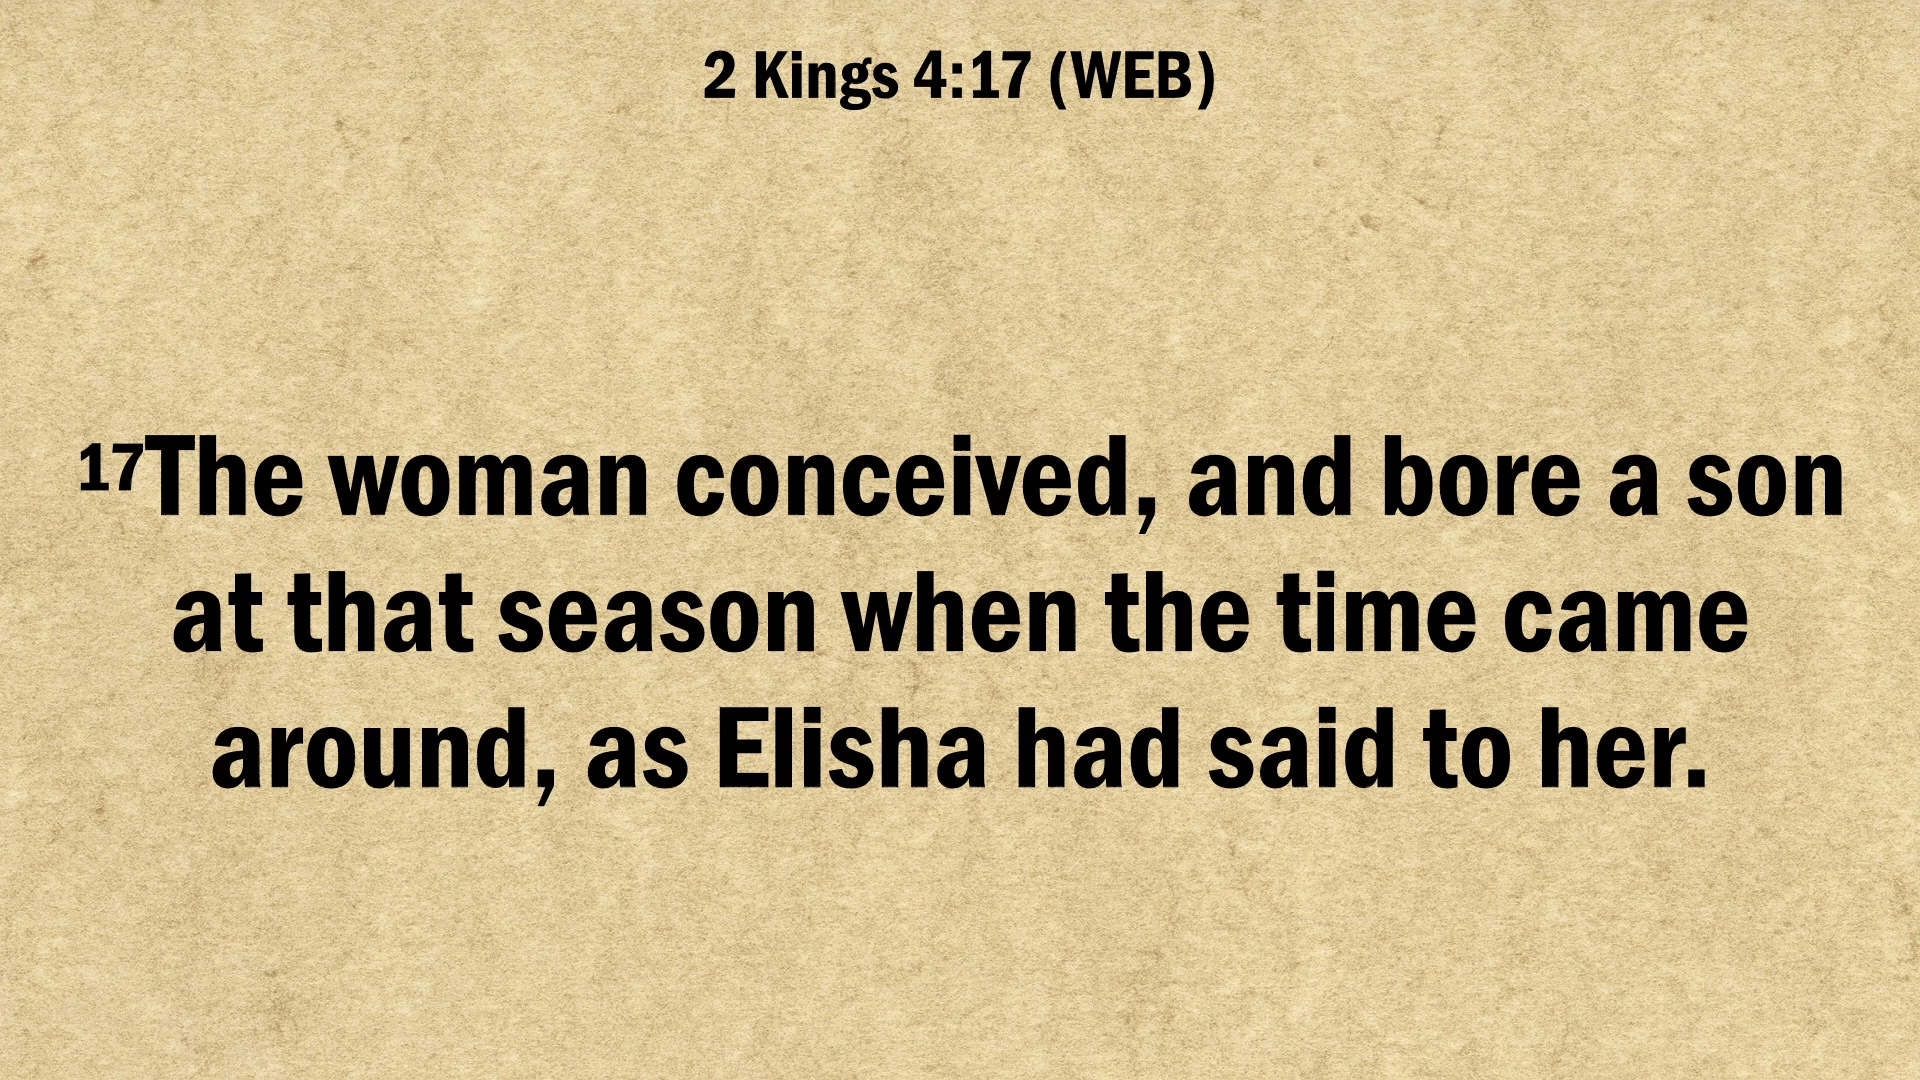 2 Kings 4:17 (WEB)
¹⁷The woman conceived, and bore a son
at that season when the time came
around, as Elisha had said to her.